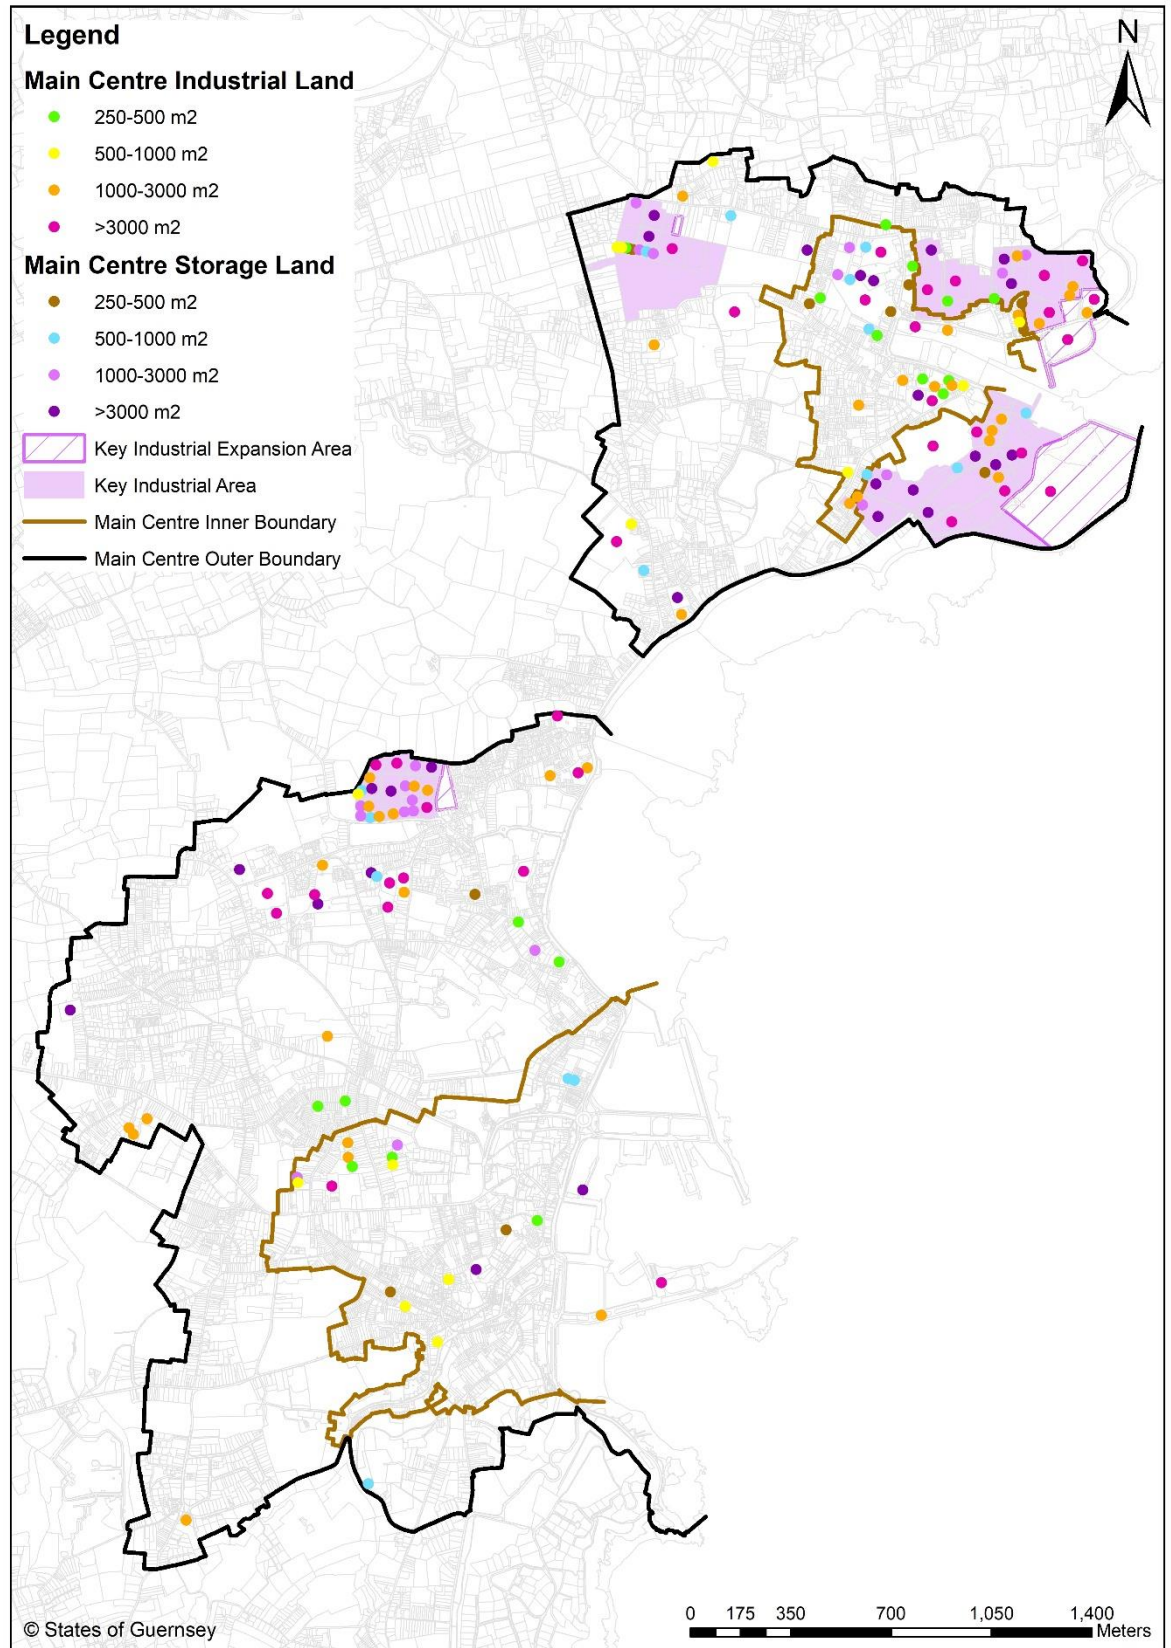 Legend
N
Main Centre Industrial Land
250-500 m2
500-1000 m2
1000-3000 m2
>3000 m2
Main Centre Storage Land
250-500 m2
500-1000 m2
1000-3000 m2
>3000 m2
Key Industrial Expansion Area
Key Industrial Area
Main Centre Inner Boundary
Main Centre Outer Boundary
© States of Guernsey
0 175 350 700 1,050 1,400
Meters